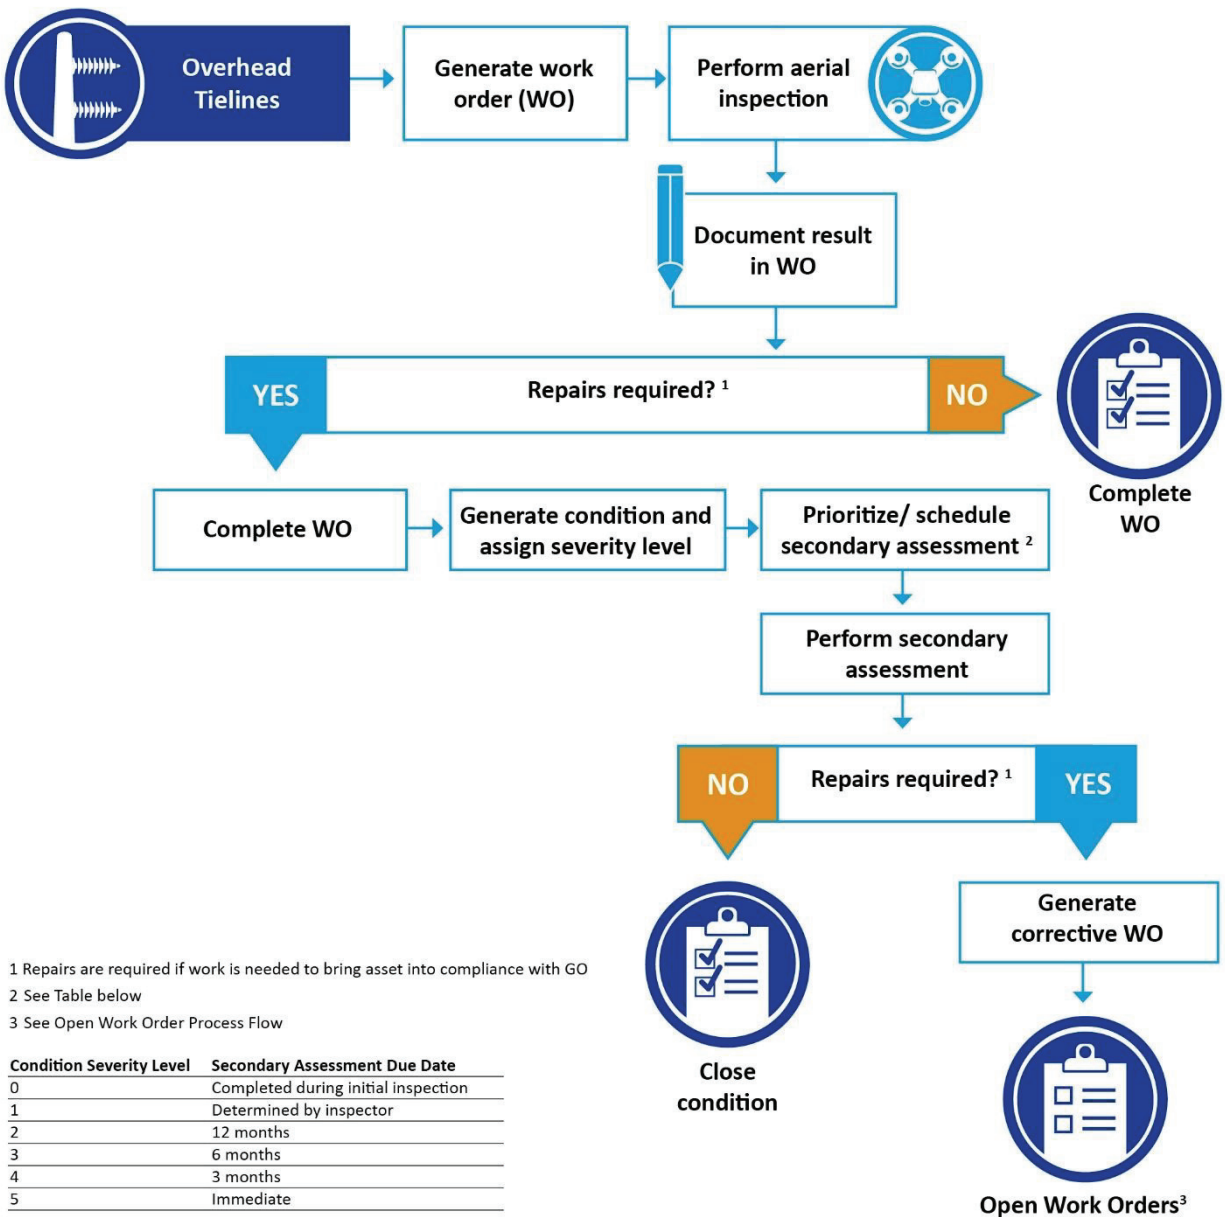 Overhead
Tielines
Generate work
order (WO)
Perform aerial
inspection
Document result
in WO
YES
Repairs required? 1
NO
Complete
WO
Complete WO
Generate condition and
assign severity level
Prioritize/ schedule
secondary assessment 2
Perform secondary
assessment
NO
Repairs required? 1
YES
Close
condition
Generate
corrective WO
Open Work Orders3
1 Repairs are required if work is needed to bring asset into compliance with GO
2 See Table below
3 See Open Work Order Process Flow
Condition Severity Level Secondary Assessment Due Date
0 Completed during initial inspection
1 Determined by inspector
2 12 months
3 6 months
4 3 months
5 Immediate